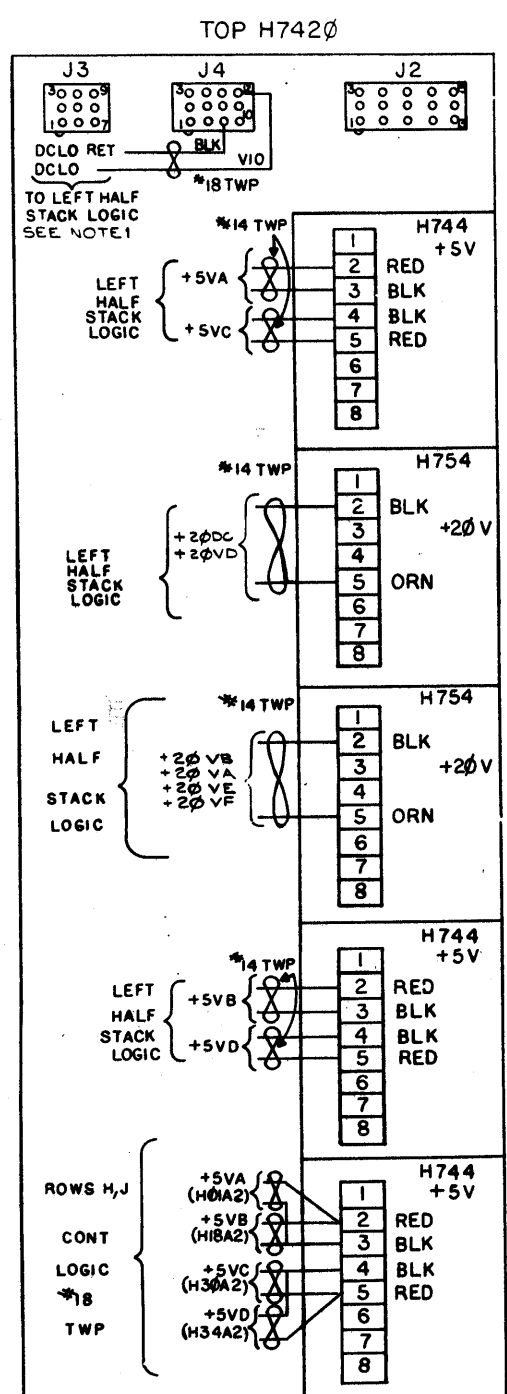 TOP H742Ø
J3
J4
J2
3 9
1 7
3 12
1 10
3 15
1 13
DCLO RET
BLK
DCLO
VIO
#18 TWP
TO LEFT HALF
STACK LOGIC
SEE NOTE1
#14 TWP
H744
+5V
LEFT
HALF
STACK
LOGIC
+5VA
+5VC
1
2 RED
3 BLK
4 BLK
5 RED
6
7
8
#14 TWP
H754
+2ØV
LEFT
HALF
STACK
LOGIC
+2ØDC
+2ØVD
1
2 BLK
3
4
5 ORN
6
7
8
#14 TWP
H754
+2ØV
LEFT
HALF
STACK
LOGIC
+2Ø VB
+2Ø VA
+2Ø VE
+2Ø VF
1
2 BLK
3
4
5 ORN
6
7
8
#14 TWP
H744
+5V
LEFT
HALF
STACK
LOGIC
+5VB
+5VD
1
2 RED
3 BLK
4 BLK
5 RED
6
7
8
H744
+5V
ROWS H,J
CONT
LOGIC
#18
TWP
+5VA
(HØ1A2)
+5VB
(H18A2)
+5VC
(H3ØA2)
+5VD
(H34A2)
1
2 RED
3 BLK
4 BLK
5 RED
6
7
8